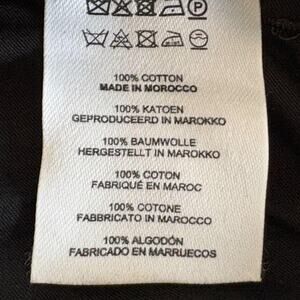 100% COTTON
MADE IN MOROCCO
100% KATOEN
GEPRODUCEERD IN MAROKKO
100% BAUMWOLLE
HERGESTELLT IN MAROKKO
100% COTON
FABRIQUÉ EN MAROC
100% COTONE
FABBRICATO IN MAROCCO
100% ALGODÓN
FABRICADO EN MARRUECOS